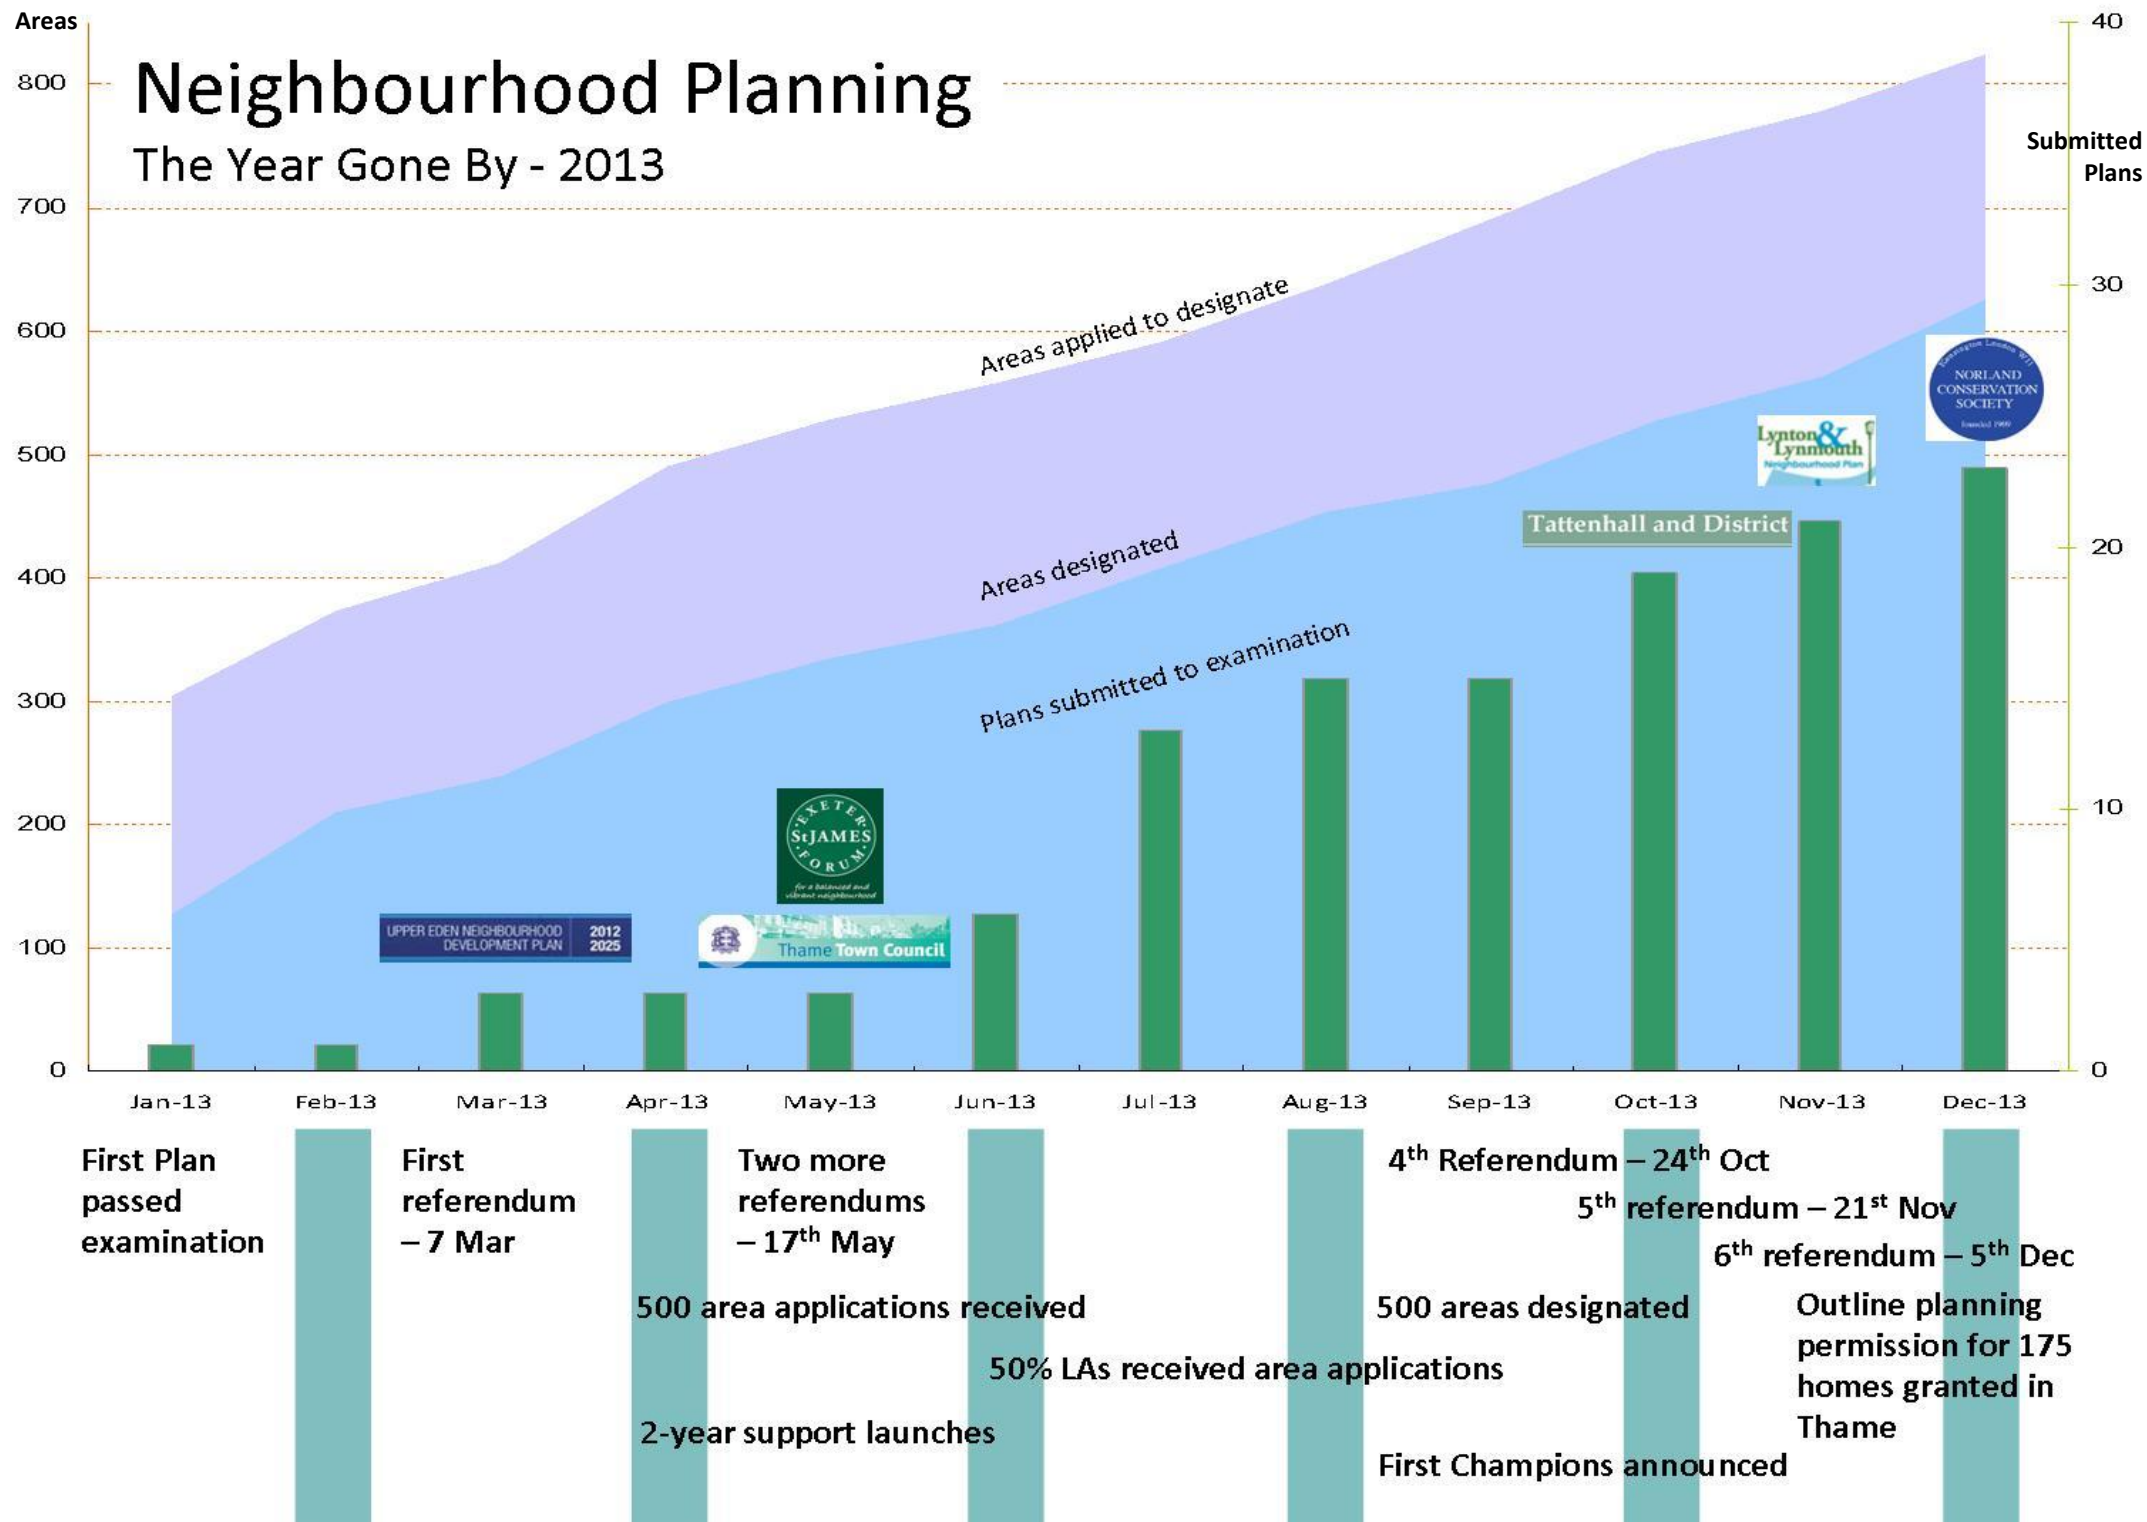 Areas
Neighbourhood Planning
The Year Gone By - 2013
800
700
600
500
400
300
200
100
0
40
Submitted
Plans
30
20
10
0
Areas applied to designate
Areas designated
Plans submitted to examination
NORLAND
CONSERVATION
SOCIETY
Lynton &
Lynmouth
Neighbourhood Plan
Tattenhall and District
EXETER
St JAMES
FORUM
for a balanced and
vibrant neighbourhood
UPPER EDEN NEIGHBOURHOOD
DEVELOPMENT PLAN
2012
2025
Thame Town Council
Jan-13 Feb-13 Mar-13 Apr-13 May-13 Jun-13 Jul-13 Aug-13 Sep-13 Oct-13 Nov-13 Dec-13
First Plan
passed
examination
First
referendum
– 7 Mar
Two more
referendums
– 17th May
4th Referendum – 24th Oct
5th referendum – 21st Nov
6th referendum – 5th Dec
500 area applications received
500 areas designated
Outline planning
permission for 175
homes granted in
Thame
50% LAs received area applications
2-year support launches
First Champions announced